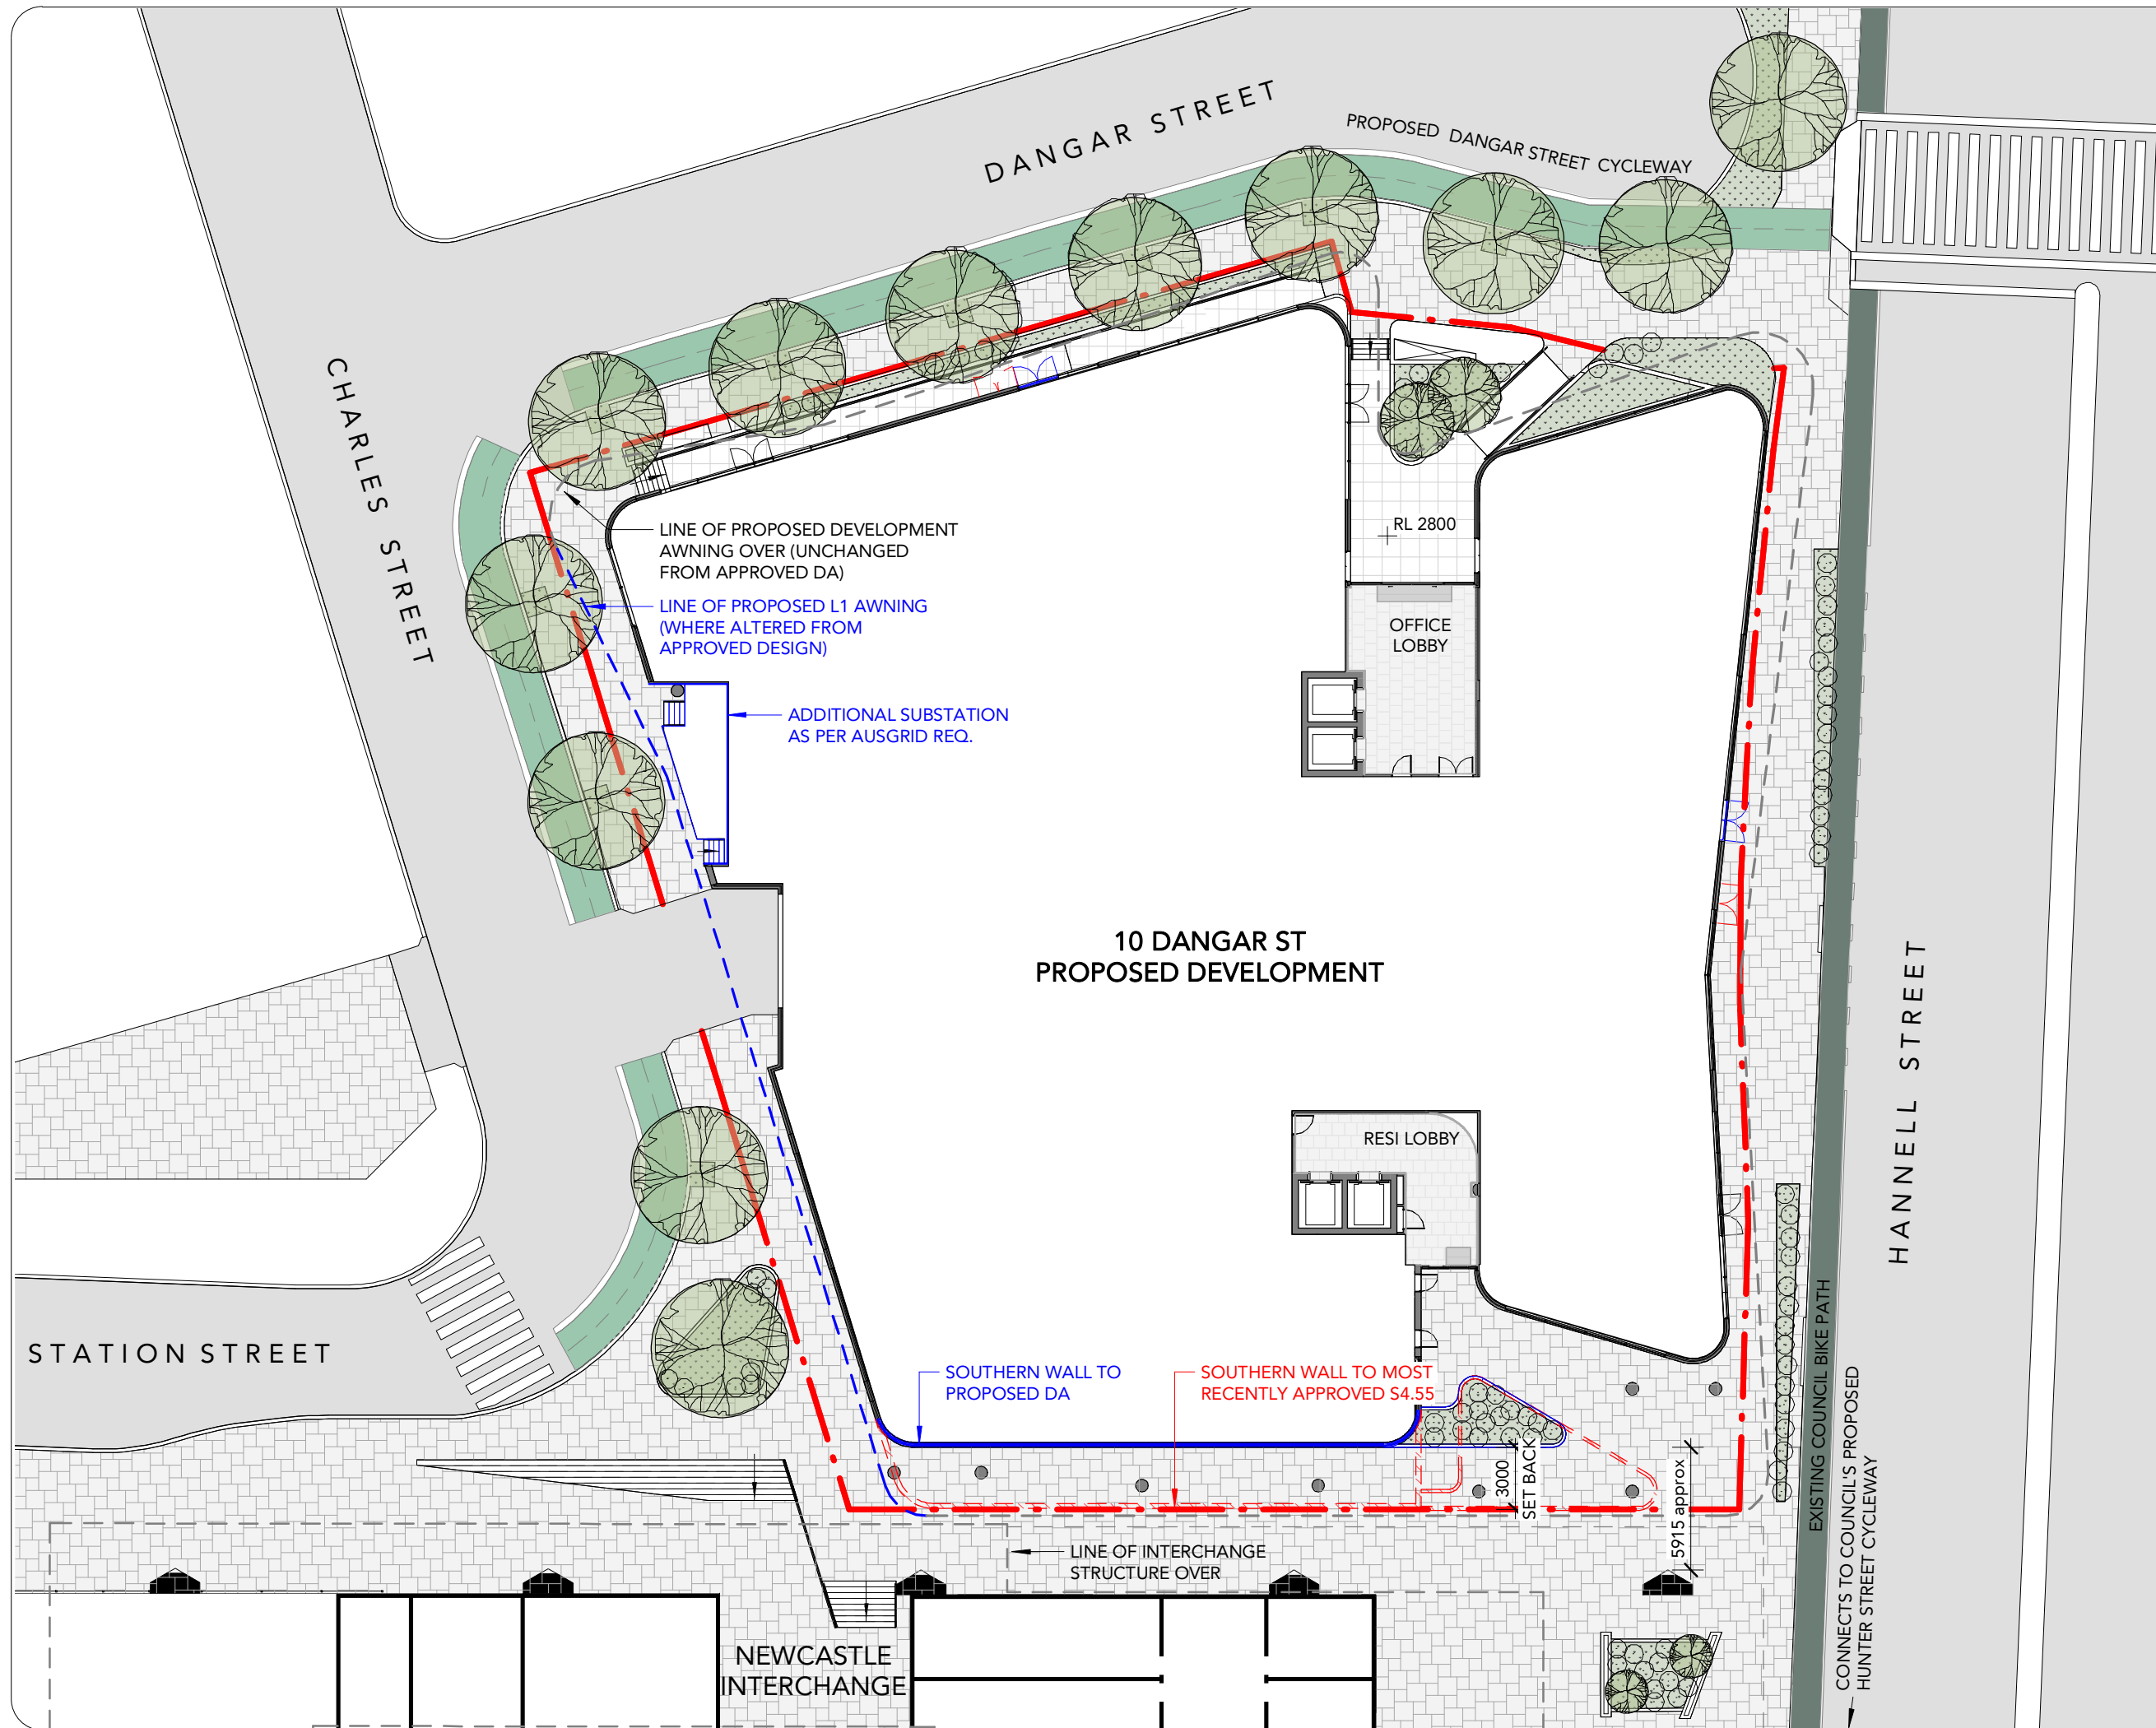 DANGAR STREET
PROPOSED DANGAR STREET CYCLEWAY
CHARLES STREET
LINE OF PROPOSED DEVELOPMENT
AWNING OVER (UNCHANGED
FROM APPROVED DA)
LINE OF PROPOSED L1 AWNING
(WHERE ALTERED FROM
APPROVED DESIGN)
ADDITIONAL SUBSTATION
AS PER AUSGRID REQ.
RL 2800
OFFICE
LOBBY
10 DANGAR ST
PROPOSED DEVELOPMENT
HANNELL STREET
RESI LOBBY
STATION STREET
SOUTHERN WALL TO
PROPOSED DA
SOUTHERN WALL TO MOST
RECENTLY APPROVED S4.55
3000
SET BACK
5915 approx
EXISTING COUNCIL BIKE PATH
CONNECTS TO COUNCILS PROPOSED
HUNTER STREET CYCLEWAY
LINE OF INTERCHANGE
STRUCTURE OVER
NEWCASTLE
INTERCHANGE